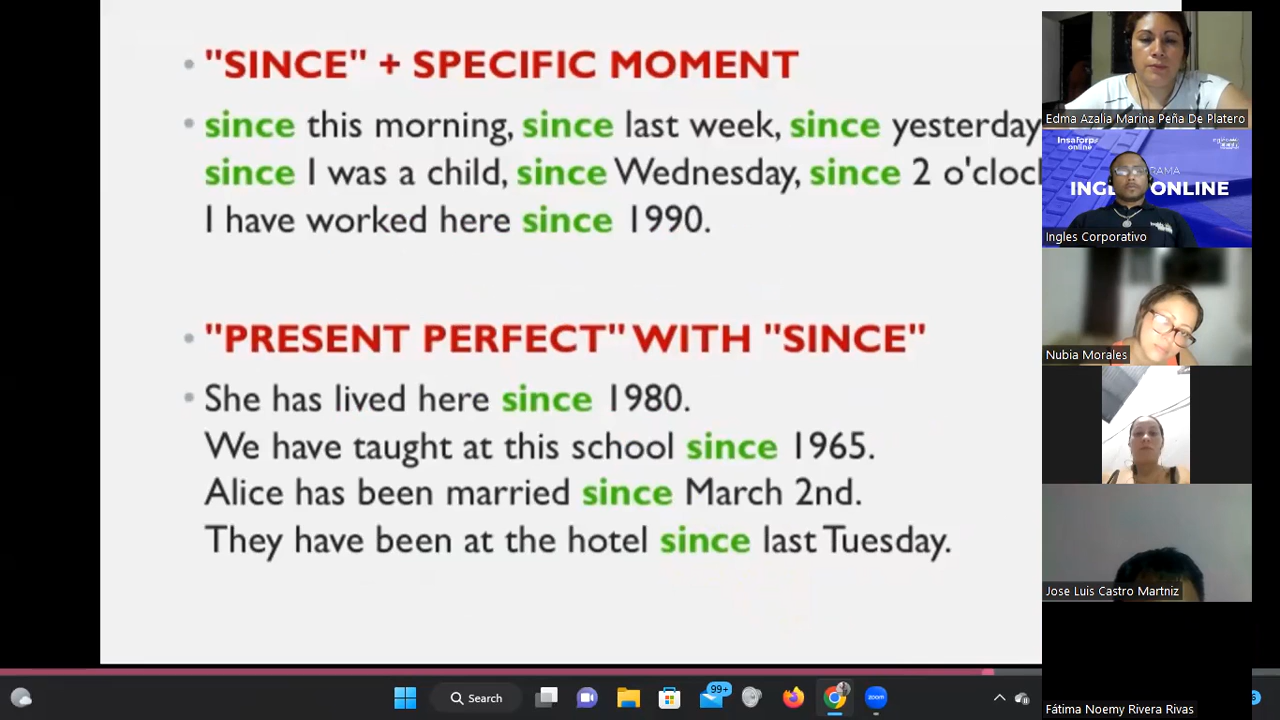 "SINCE" + SPECIFIC MOMENT
since this morning, since last week, since yesterday
since I was a child, since Wednesday, since 2 o'cloc
I have worked here since 1990.
"PRESENT PERFECT" WITH "SINCE"
She has lived here since 1980.
We have taught at this school since 1965.
Alice has been married since March 2nd.
They have been at the hotel since last Tuesday.
Edma Azalia Marina Peña De Platero
Insaforp
online
INGL ONLINE
Ingles Corporativo
Nubia Morales
Jose Luis Castro Martniz
Fátima Noemy Rivera Rivas
Search
99+
zoom